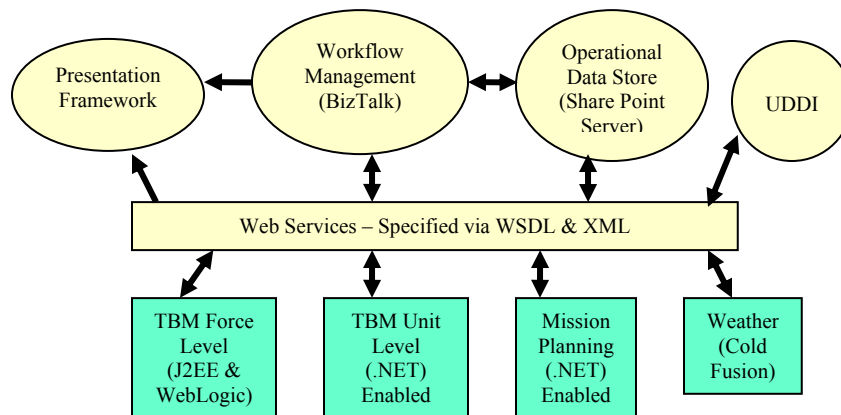 Presentation
Framework
Workflow
Management
(BizTalk)
Operational
Data Store
(Share Point
Server)
UDDI
Web Services – Specified via WSDL & XML
TBM Force
Level
(J2EE &
WebLogic)
TBM Unit
Level
(.NET)
Enabled
Mission
Planning
(.NET)
Enabled
Weather
(Cold
Fusion)